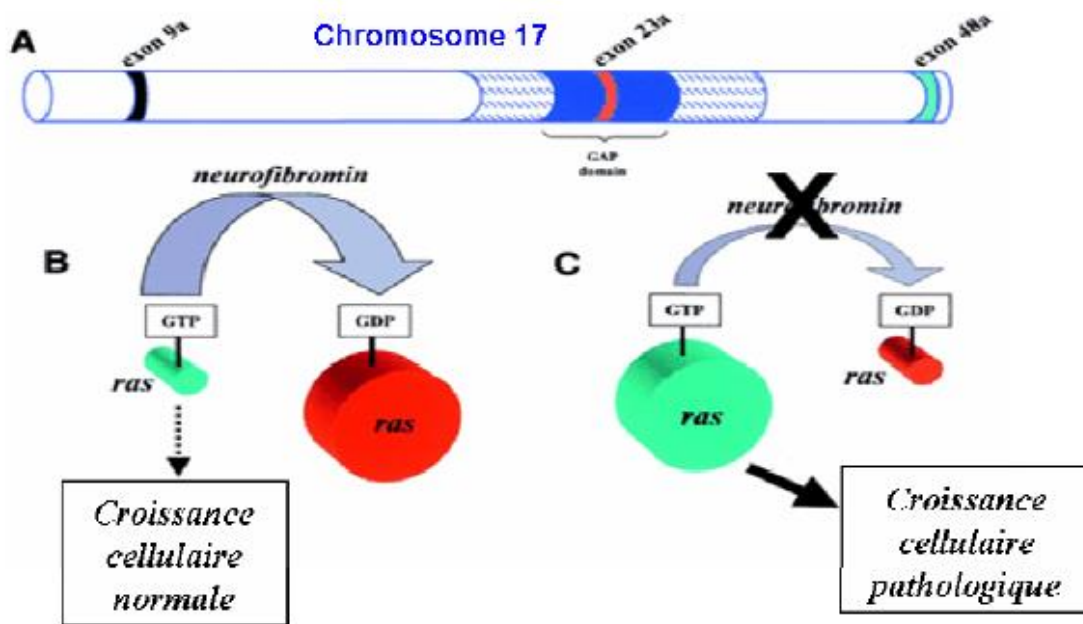 A
Chromosome 17
exon 9a
exon 23a
exon 48a
GAP
domain
B
neurofibromin
GTP
GDP
ras
ras
Croissance
cellulaire
normale
C
neurofibromin
GTP
GDP
ras
ras
Croissance
cellulaire
pathologique